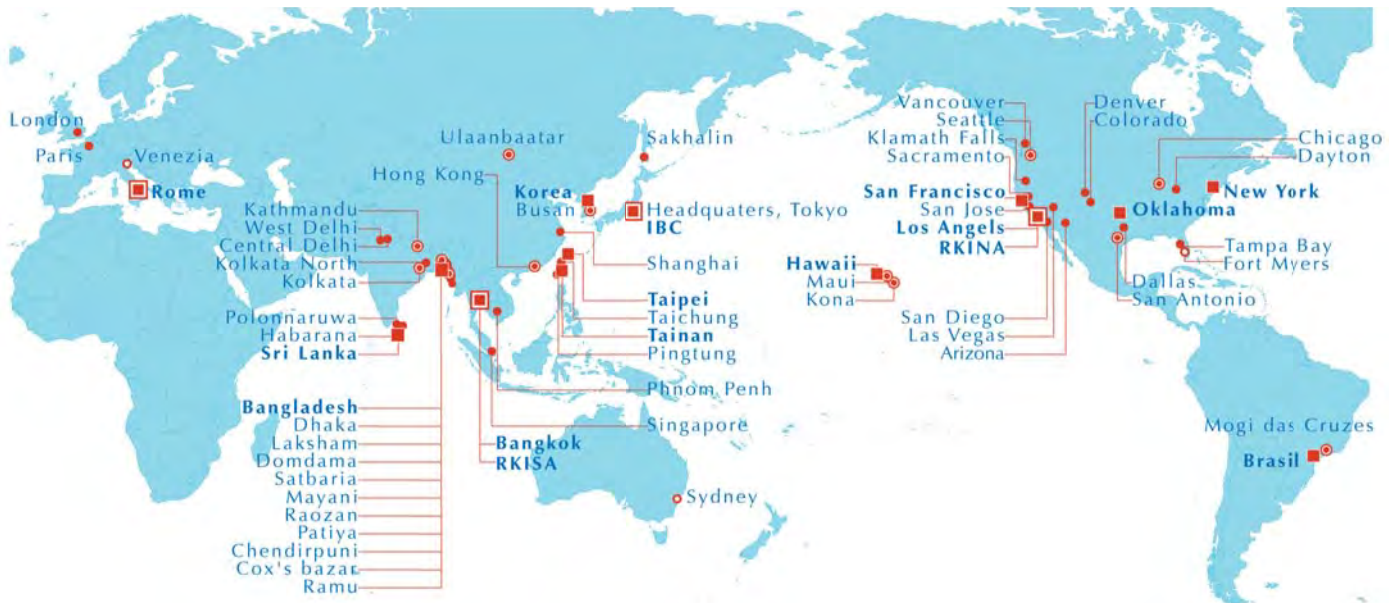 London
Paris
Venezia
Rome
Ulaanbaatar
Sakhalin
Hong Kong
Korea
Busan
Headquaters, Tokyo
IBC
Kathmandu
West Delhi
Central Delhi
Kolkata North
Kolkata
Shanghai
Polonnaruwa
Habarana
Sri Lanka
Taipei
Taichung
Tainan
Pingtung
Phnom Penh
Singapore
Bangladesh
Dhaka
Laksham
Domdama
Satbaria
Mayani
Raozan
Patiya
Chendirpuni
Cox's bazar
Ramu
Bangkok
RKISA
Sydney
Vancouver
Seattle
Klamath Falls
Sacramento
San Francisco
San Jose
Los Angels
RKINA
Hawaii
Maui
Kona
San Diego
Las Vegas
Arizona
Denver
Colorado
Chicago
Dayton
New York
Oklahoma
Tampa Bay
Fort Myers
Dallas
San Antonio
Mogi das Cruzes
Brasil